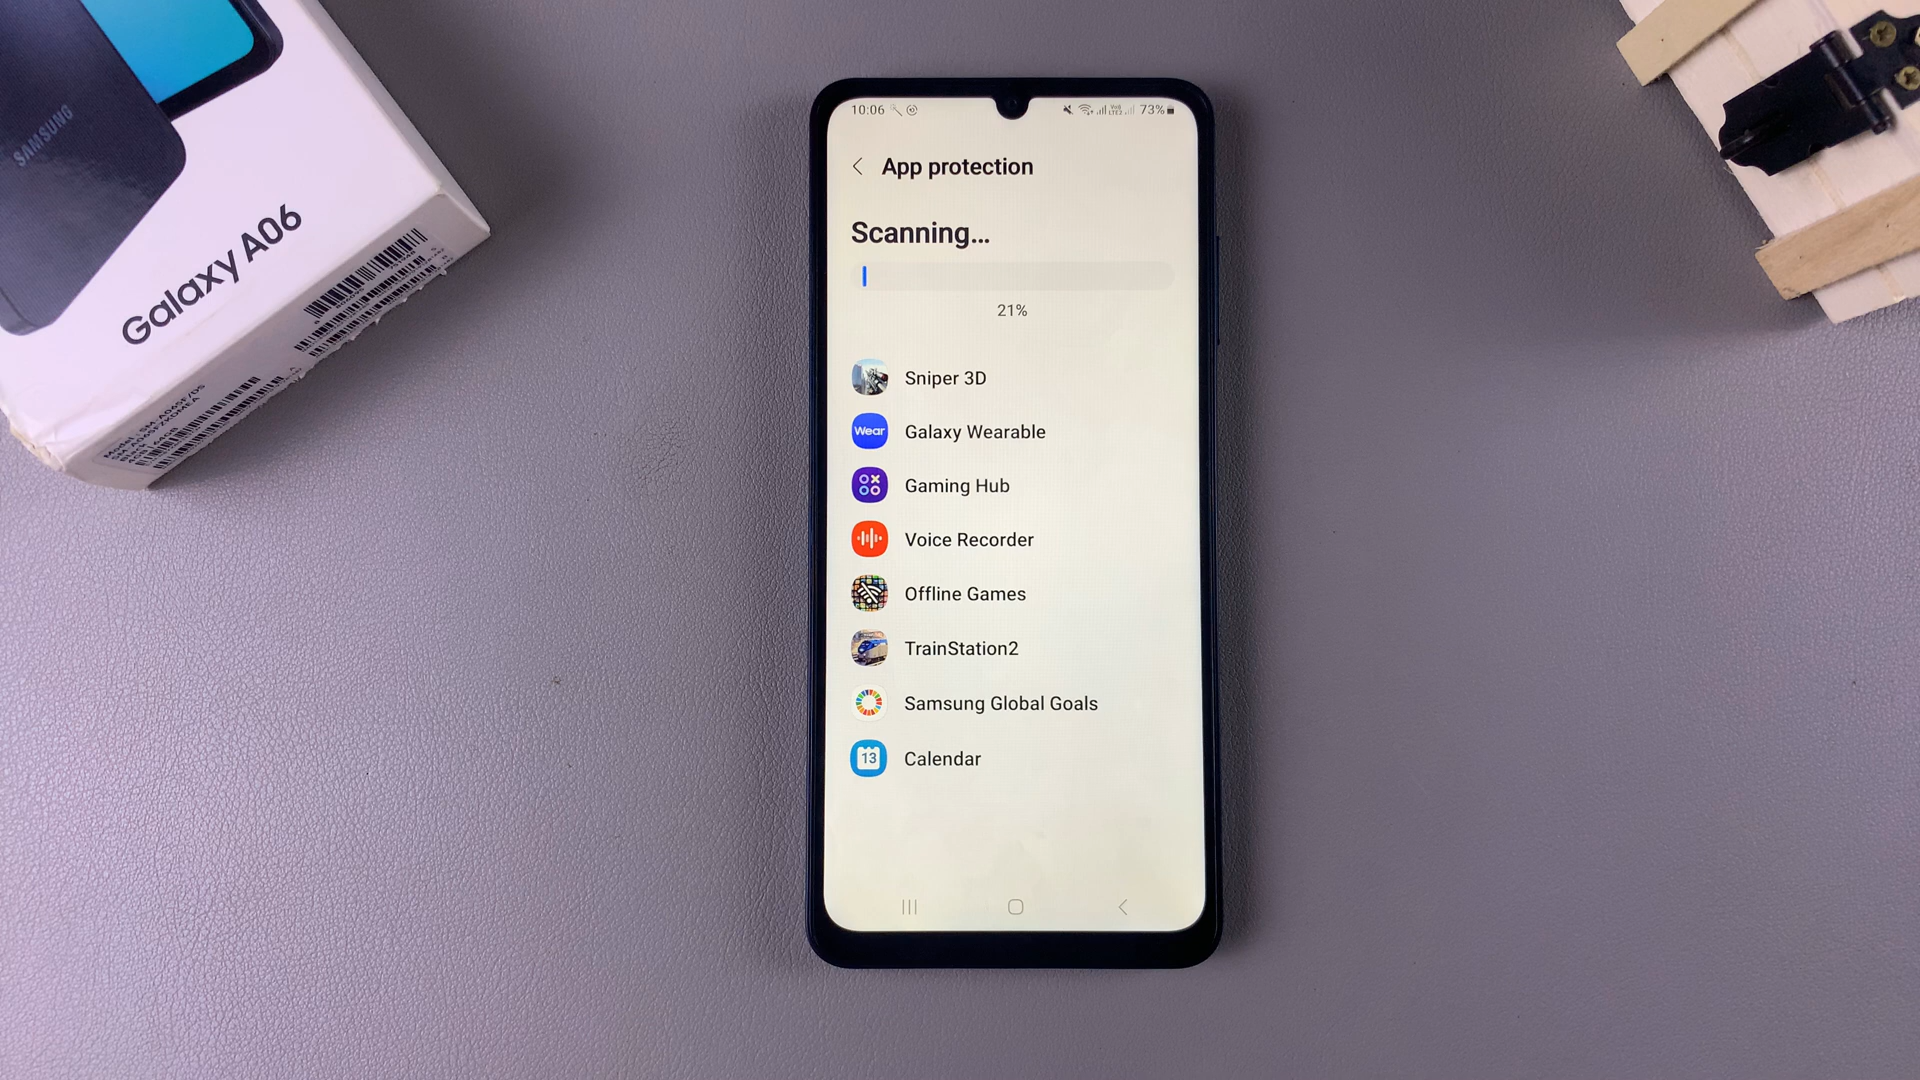 SAMSUNG
Galaxy A06
10:06
73%
App protection
Scanning...
21%
Sniper 3D
Wear
Galaxy Wearable
Gaming Hub
Voice Recorder
Offline Games
TrainStation2
Samsung Global Goals
13
Calendar